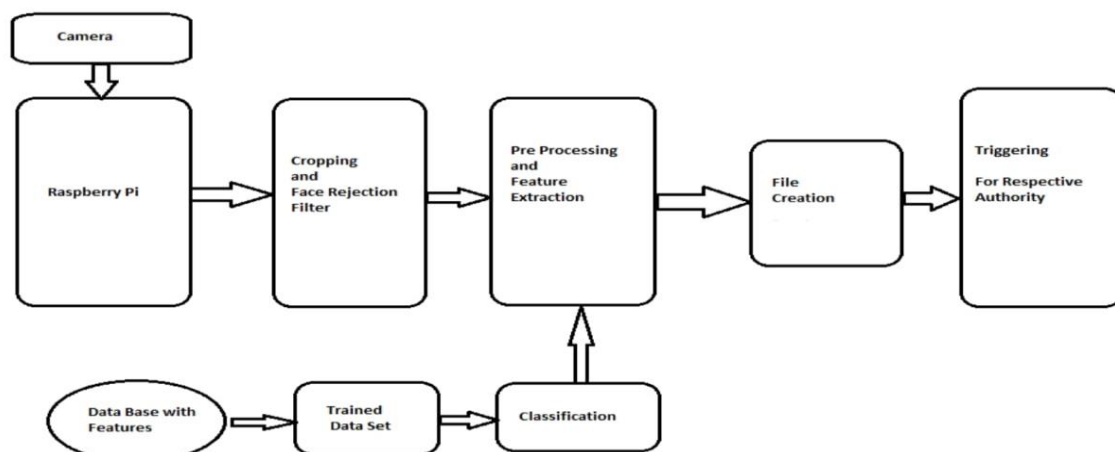 Camera
Raspberry Pi
Cropping
and
Face Rejection
Filter
Pre Processing
and
Feature
Extraction
File
Creation
Triggering
For Respective
Authority
Data Base with
Features
Trained
Data Set
Classification